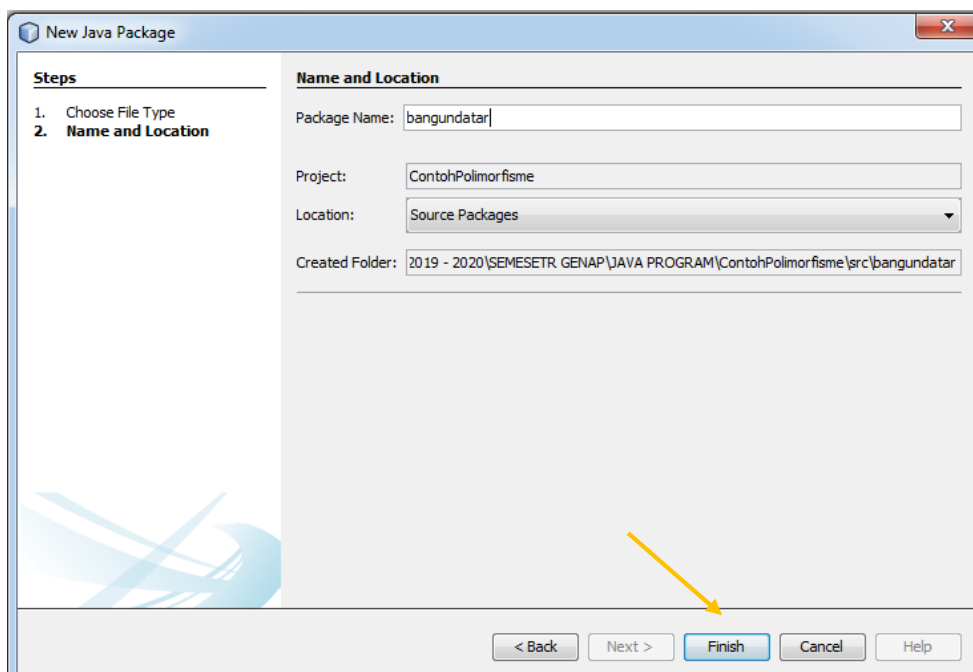 New Java Package
Steps
1. Choose File Type
2. Name and Location
Name and Location
Package Name: bangundatar
Project: ContohPolimorfisme
Location: Source Packages
Created Folder: 2019 - 2020\SEMESETR GENAP\JAVA PROGRAM\ContohPolimorfisme\src\bangundatar
< Back Next > Finish Cancel Help